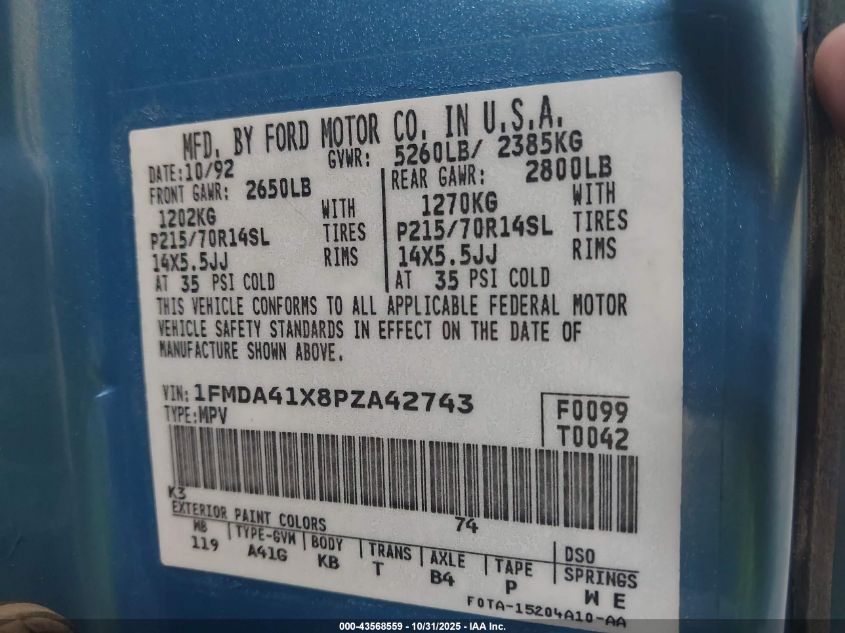 MFD. BY FORD MOTOR CO. IN U.S.A.
DATE: 10/92 GVWR: 5260LB/ 2385KG
FRONT GAWR: 2650LB REAR GAWR: 2800LB
1202KG WITH 1270KG WITH
P215/70R14SL TIRES P215/70R14SL TIRES
14X5.5JJ RIMS 14X5.5JJ RIMS
AT 35 PSI COLD AT 35 PSI COLD
THIS VEHICLE CONFORMS TO ALL APPLICABLE FEDERAL MOTOR
VEHICLE SAFETY STANDARDS IN EFFECT ON THE DATE OF
MANUFACTURE SHOWN ABOVE.
VIN: 1FMDA41X8PZA42743 F0099
TYPE: MPV T0042
K3 74
EXTERIOR PAINT COLORS DSO
WB TYPE-GVM BODY TRANS AXLE TAPE SPRINGS
119 A41G KB T B4 P W E
F0TA-15204A10-AA
000-43568559 - 10/31/2025 - IAA Inc.